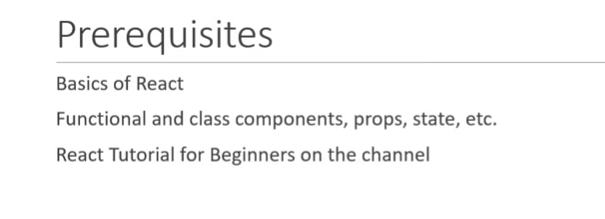 Prerequisites
Basics of React
Functional and class components, props, state, etc.
React Tutorial for Beginners on the channel